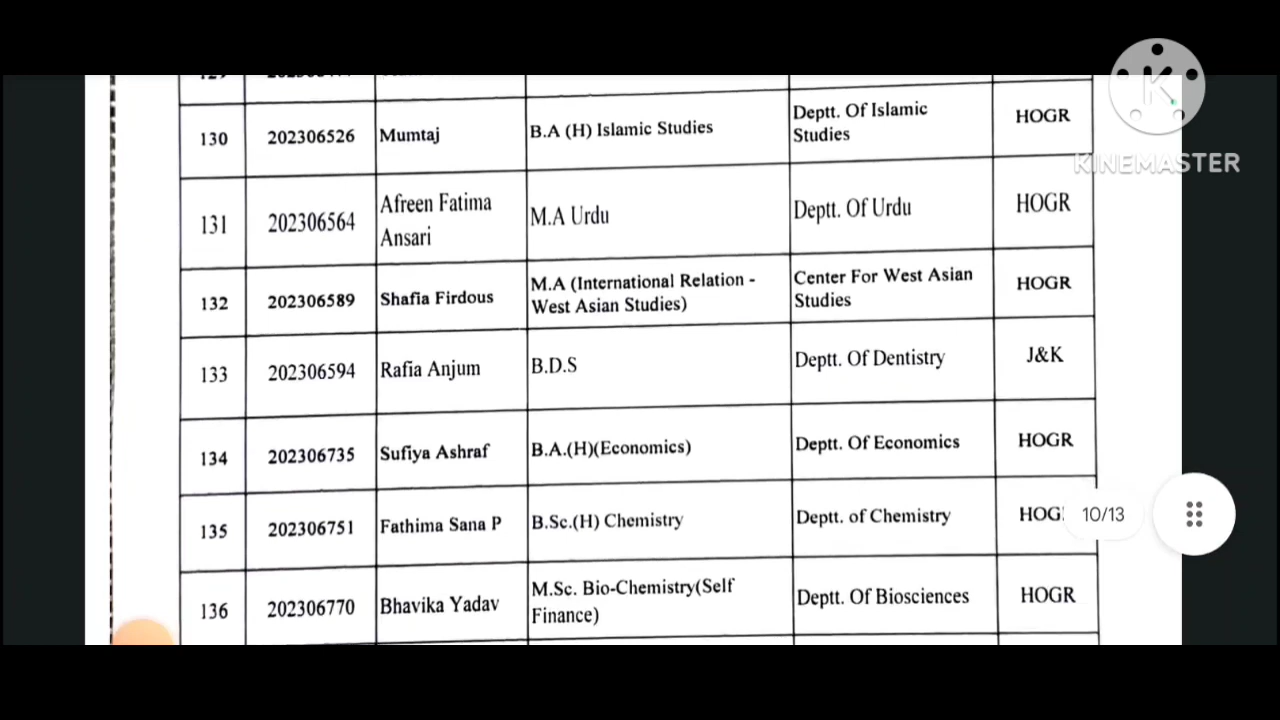 130 202306526 Mumtaj B.A (H) Islamic Studies Deptt. Of Islamic Studies HOGR
131 202306564 Afreen Fatima Ansari M.A Urdu Deptt. Of Urdu HOGR
132 202306589 Shafia Firdous M.A (International Relation - West Asian Studies) Center For West Asian Studies HOGR
133 202306594 Rafia Anjum B.D.S Deptt. Of Dentistry J&K
134 202306735 Sufiya Ashraf B.A.(H)(Economics) Deptt. Of Economics HOGR
135 202306751 Fathima Sana P B.Sc.(H) Chemistry Deptt. of Chemistry
136 202306770 Bhavika Yadav M.Sc. Bio-Chemistry(Self Finance) Deptt. Of Biosciences HOGR
10/13
K
KINEMASTER